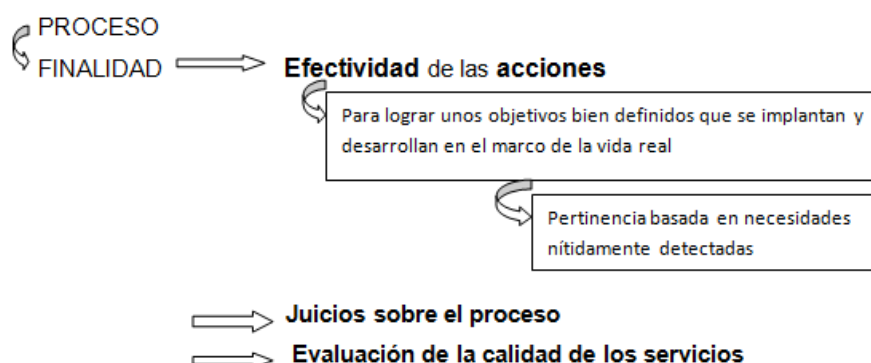 PROCESO
FINALIDAD
Efectividad de las acciones
Para lograr unos objetivos bien definidos que se implantan y
desarrollan en el marco de la vida real
Pertinencia basada en necesidades
nítidamente detectadas
Juicios sobre el proceso
Evaluación de la calidad de los servicios